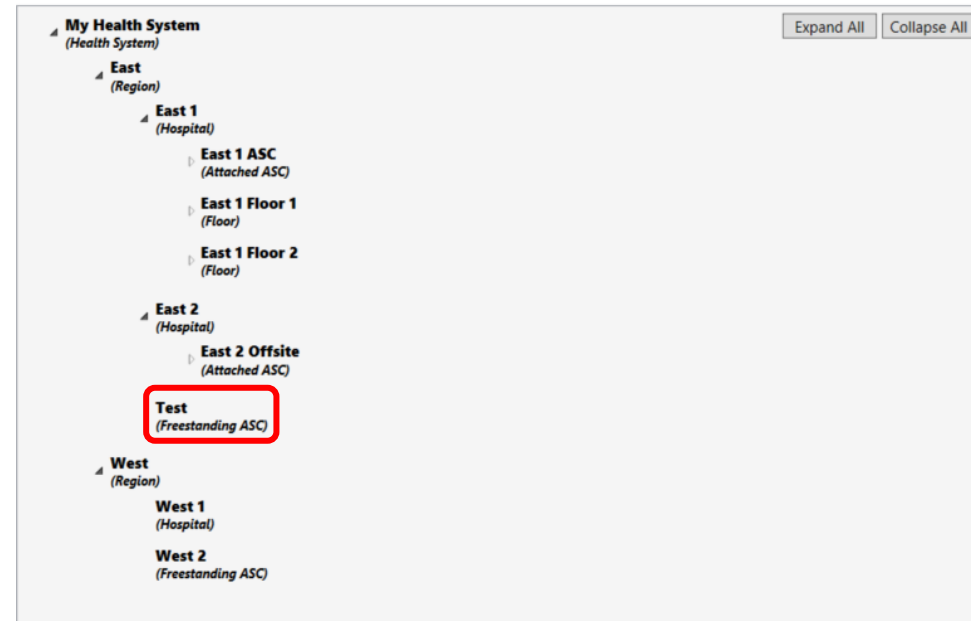 My Health System
(Health System)
Expand All
Collapse All
East
(Region)
East 1
(Hospital)
East 1 ASC
(Attached ASC)
East 1 Floor 1
(Floor)
East 1 Floor 2
(Floor)
East 2
(Hospital)
East 2 Offsite
(Attached ASC)
Test
(Freestanding ASC)
West
(Region)
West 1
(Hospital)
West 2
(Freestanding ASC)